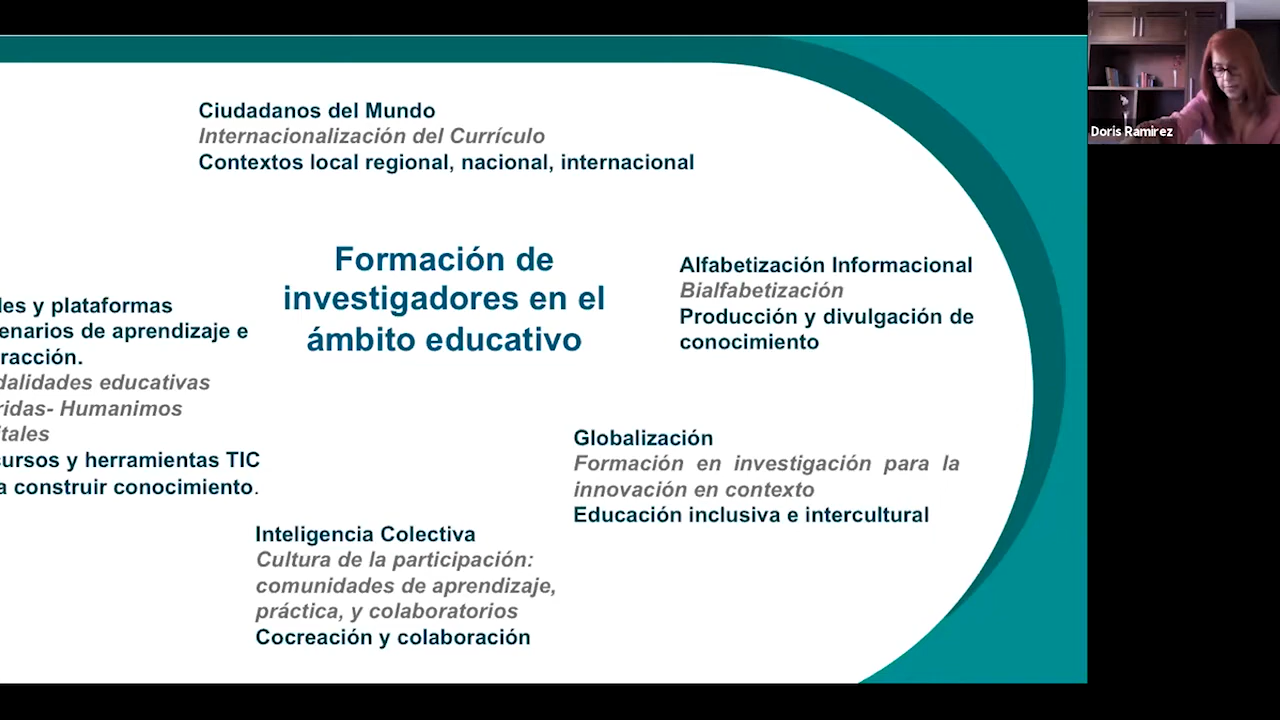 Ciudadanos del Mundo
Internacionalización del Currículo
Contextos local regional, nacional, internacional
Doris Ramirez
Formación de
investigadores en el
ámbito educativo
Alfabetización Informacional
Bialfabetización
Producción y divulgación de
conocimiento
y plataformas
de aprendizaje e
educativas
Humanimos
y herramientas TIC
construir conocimiento.
Globalización
Formación en investigación para la
innovación en contexto
Educación inclusiva e intercultural
Inteligencia Colectiva
Cultura de la participación:
comunidades de aprendizaje,
práctica, y colaboratorios
Cocreación y colaboración